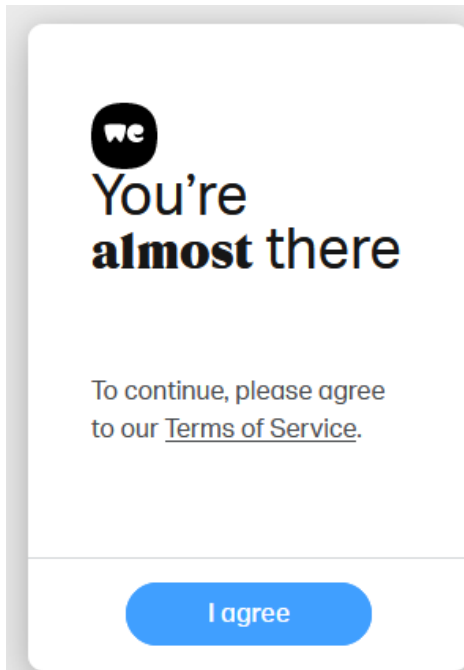 we
You’re
almost there
To continue, please agree
to our Terms of Service.
I agree